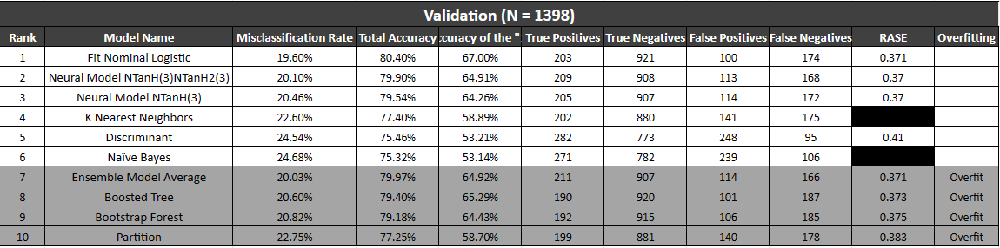 Validation (N = 1398)
Rank Model Name Misclassification Rate Total Accuracy ccuracy of the " True Positives True Negatives False Positives False Negatives RASE Overfitting
1 Fit Nominal Logistic 19.60% 80.40% 67.00% 203 921 100 174 0.371
2 Neural Model NTanH(3)NTanH2(3) 20.10% 79.90% 64.91% 209 908 113 168 0.37
3 Neural Model NTanH(3) 20.46% 79.54% 64.26% 205 907 114 172 0.37
4 K Nearest Neighbors 22.60% 77.40% 58.89% 202 880 141 175
5 Discriminant 24.54% 75.46% 53.21% 282 773 248 95 0.41
6 Naïve Bayes 24.68% 75.32% 53.14% 271 782 239 106
7 Ensemble Model Average 20.03% 79.97% 64.92% 211 907 114 166 0.371 Overfit
8 Boosted Tree 20.60% 79.40% 65.29% 190 920 101 187 0.373 Overfit
9 Bootstrap Forest 20.82% 79.18% 64.43% 192 915 106 185 0.375 Overfit
10 Partition 22.75% 77.25% 58.70% 199 881 140 178 0.383 Overfit